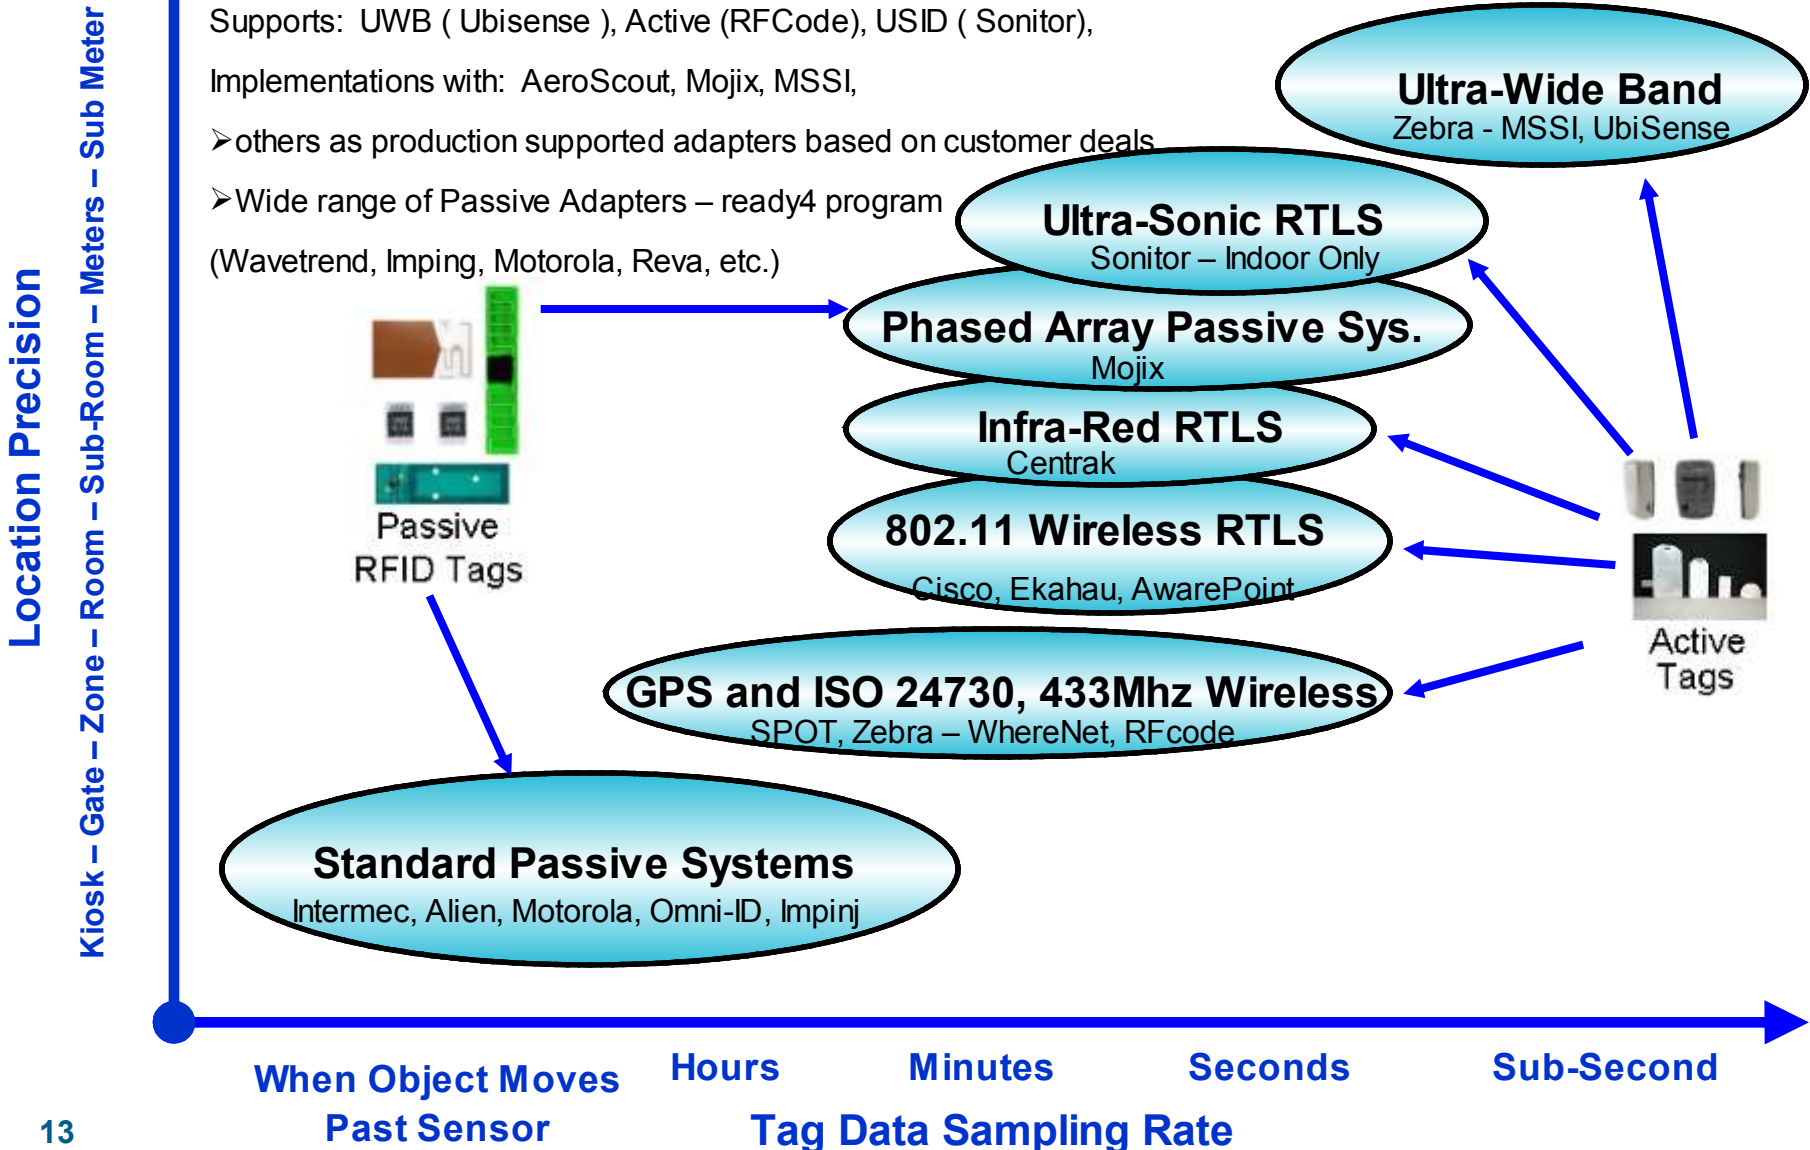 Supports: UWB ( Ubisense ), Active (RFCode), USID ( Sonitor),
Implementations with: AeroScout, Mojix, MSSI,
➢others as production supported adapters based on customer deals
➢Wide range of Passive Adapters – ready4 program
(Wavetrend, Imping, Motorola, Reva, etc.)
Ultra-Wide Band
Zebra - MSSI, UbiSense
Ultra-Sonic RTLS
Sonitor – Indoor Only
Phased Array Passive Sys.
Mojix
Infra-Red RTLS
Centrak
802.11 Wireless RTLS
Cisco, Ekahau, AwarePoint
GPS and ISO 24730, 433Mhz Wireless
SPOT, Zebra – WhereNet, RFcode
Standard Passive Systems
Intermec, Alien, Motorola, Omni-ID, Impinj
Passive
RFID Tags
Active
Tags
Location Precision
Kiosk – Gate – Zone – Room – Sub-Room – Meters – Sub Meter
When Object Moves
Past Sensor
Hours
Minutes
Seconds
Sub-Second
Tag Data Sampling Rate
13